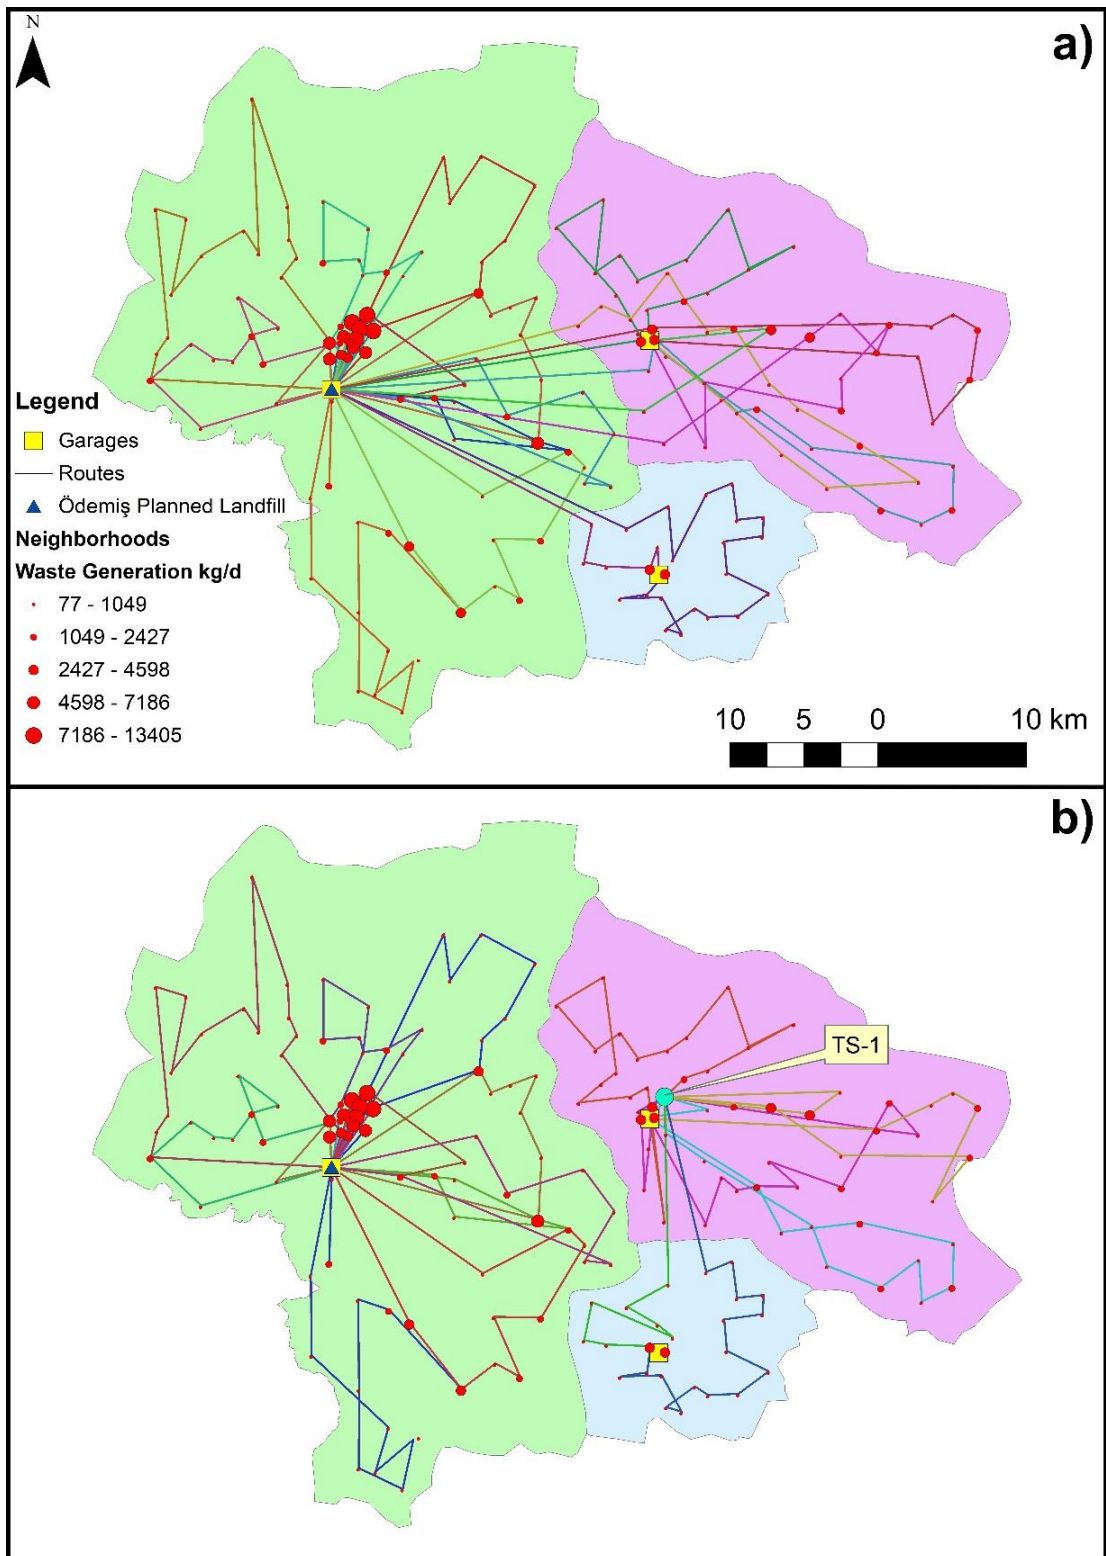 N
a)
Legend
Garages
Routes
Ödemiş Planned Landfill
Neighborhoods
Waste Generation kg/d
77 - 1049
1049 - 2427
2427 - 4598
4598 - 7186
7186 - 13405
10 5 0 10 km
b)
TS-1